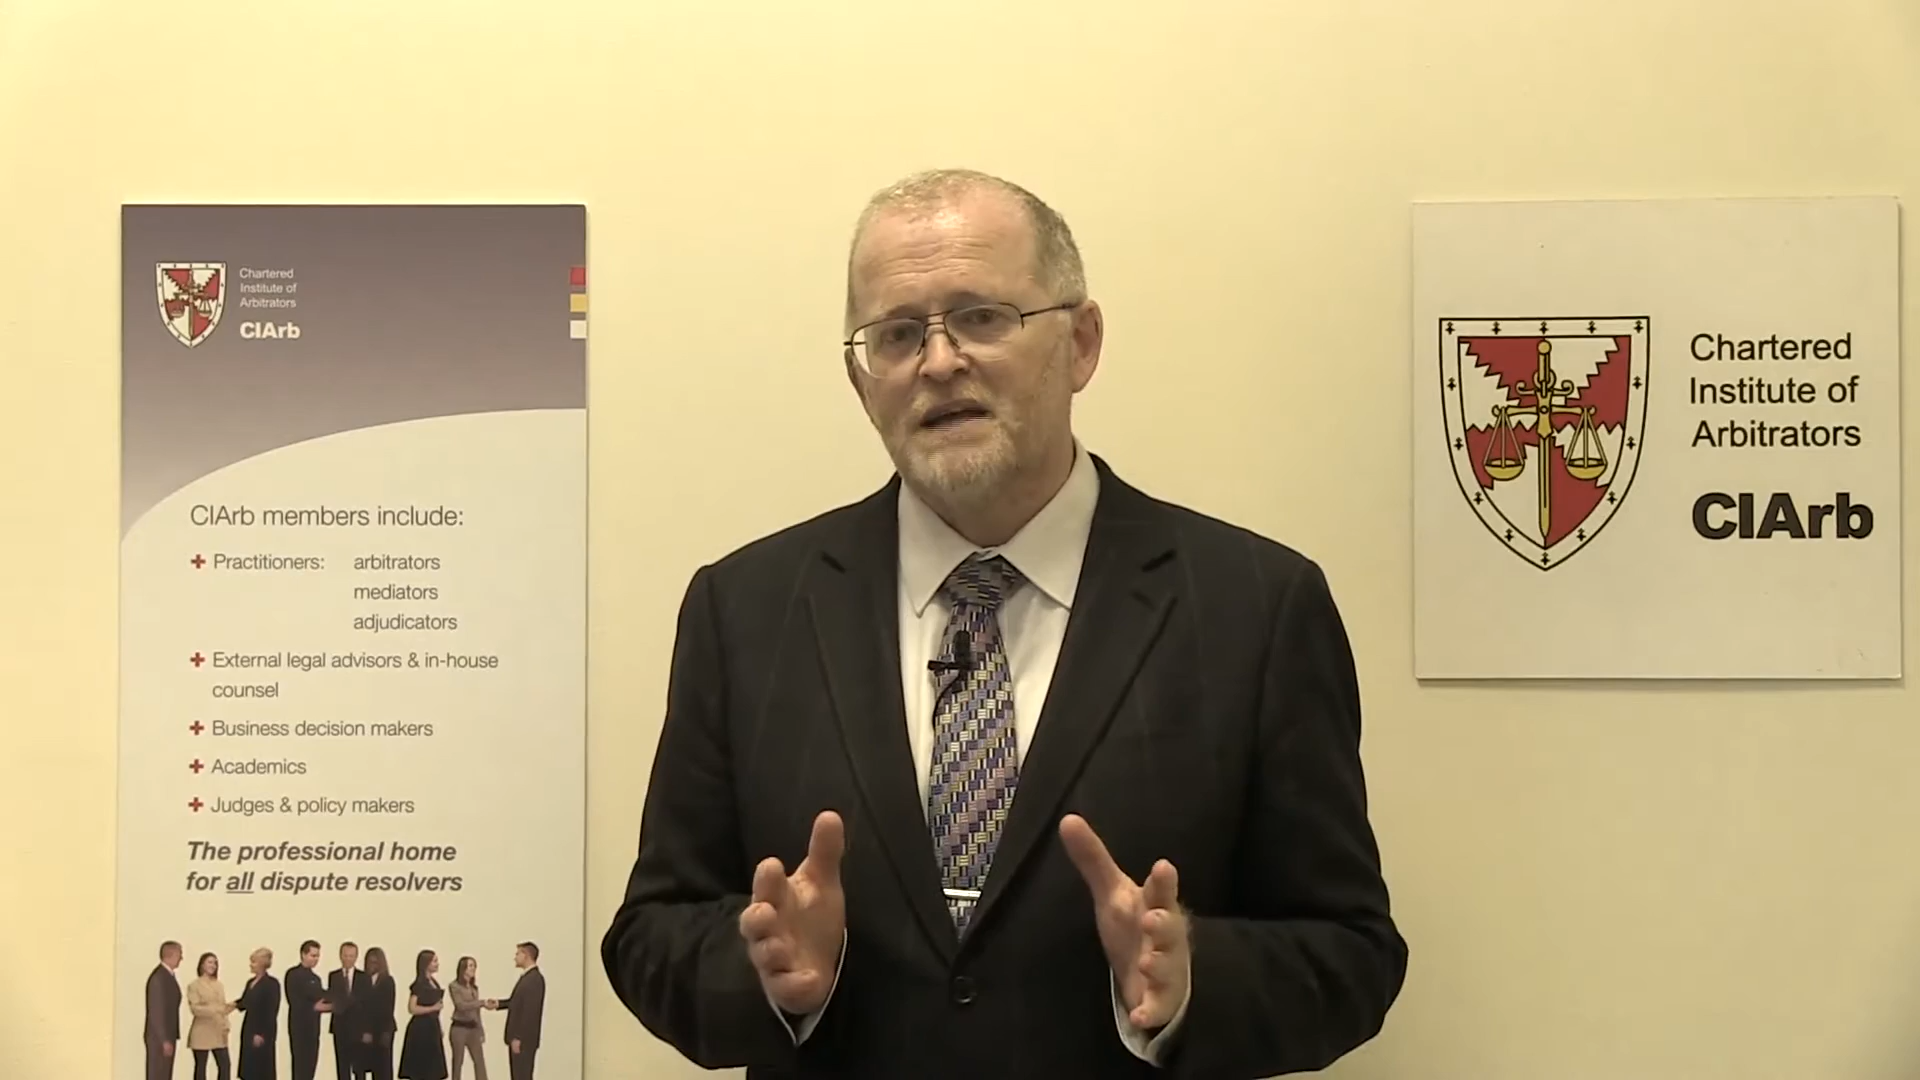 Chartered
Institute of
Arbitrators
CIArb
CIArb members include:
Practitioners: arbitrators
mediators
adjudicators
External legal advisors & in-house
counsel
Business decision makers
Academics
Judges & policy makers
The professional home
for all dispute resolvers
Chartered
Institute of
Arbitrators
CIArb